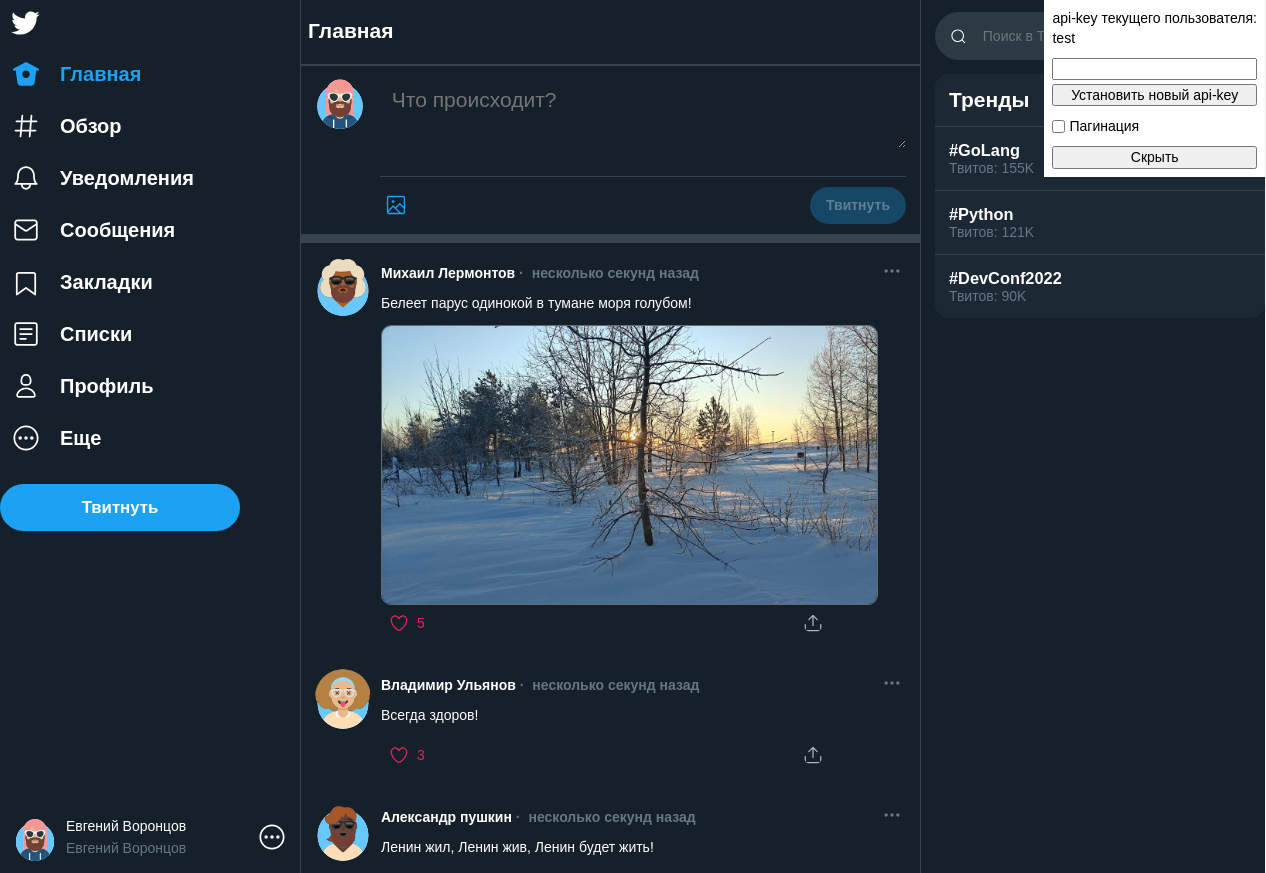 Главная
Обзор
Уведомления
Сообщения
Закладки
Списки
Профиль
Еще
Твитнуть
Евгений Воронцов
Евгений Воронцов
Главная
Что происходит?
Твитнуть
Михаил Лермонтов · несколько секунд назад
Белеет парус одинокой в тумане моря голубом!
5
Владимир Ульянов · несколько секунд назад
Всегда здоров!
3
Александр пушкин · несколько секунд назад
Ленин жил, Ленин жив, Ленин будет жить!
Поиск в Т
Тренды
#GoLang
Твитов: 155K
#Python
Твитов: 121K
#DevConf2022
Твитов: 90K
api-key текущего пользователя:
test
Установить новый api-key
Пагинация
Скрыть